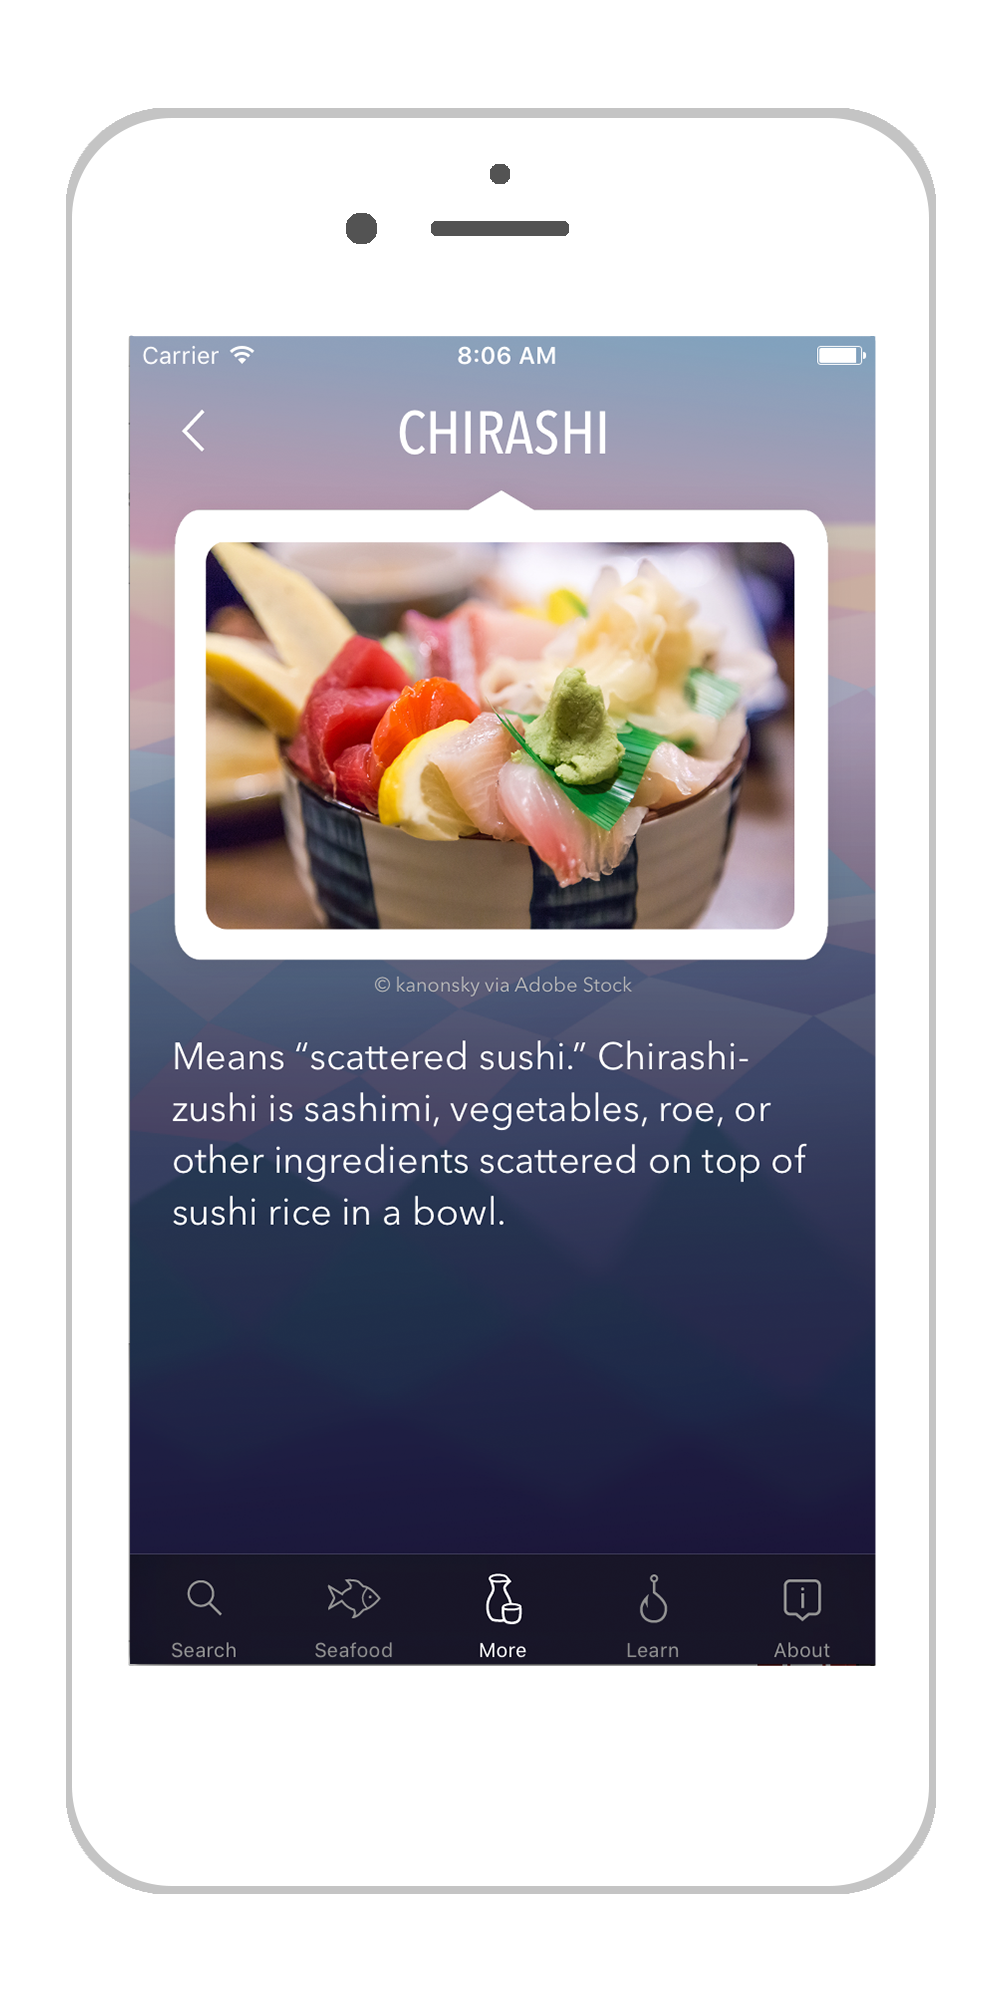 Carrier 8:06 AM
CHIRASHI
© kanonsky via Adobe Stock
Means “scattered sushi.” Chirashi-
zushi is sashimi, vegetables, roe, or
other ingredients scattered on top of
sushi rice in a bowl.
Search Seafood More Learn About